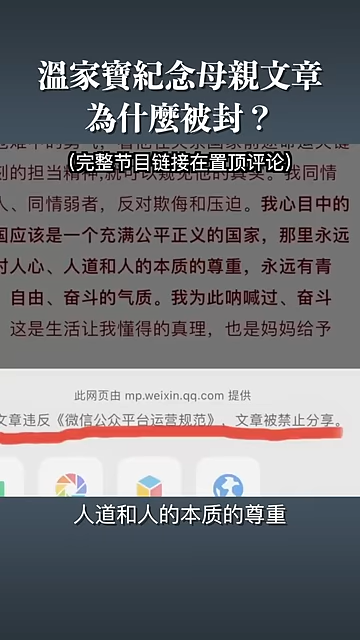 溫家寶紀念母親文章
為什麼被封？
（完整节目链接在置顶评论）
刻的担当精神,就可以窥见他的真实。我同情
人、同情弱者，反对欺侮和压迫。我心目中的
国应该是一个充满公平正义的国家，那里永远
对人心、人道和人的本质的尊重，永远有青
、自由、奋斗的气质。我为此呐喊过、奋斗
这是生活让我懂得的真理，也是妈妈给予
此网页由 mp.weixin.qq.com 提供
文章违反《微信公众平台运营规范》，文章被禁止分享。
人道和人的本质的尊重